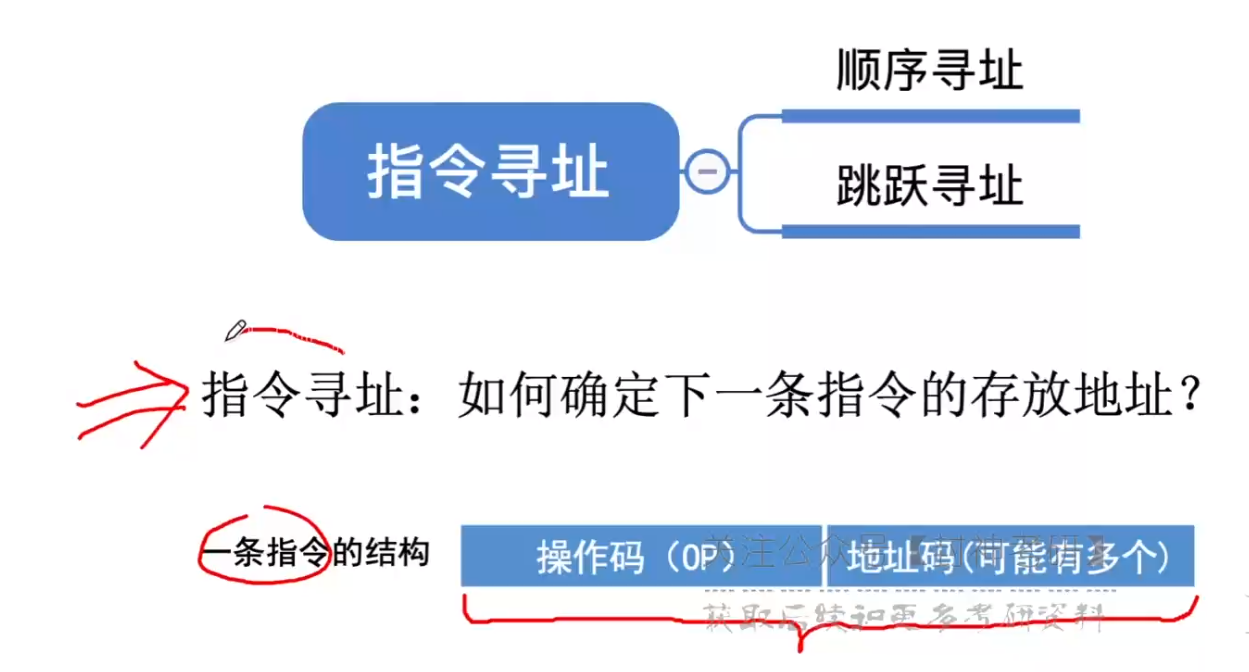 顺序寻址
指令寻址
跳跃寻址
指令寻址：如何确定下一条指令的存放地址？
一条指令的结构
操作码（OP）
地址码(可能有多个)
关注公众号【封神
获取后续和更多考研资料